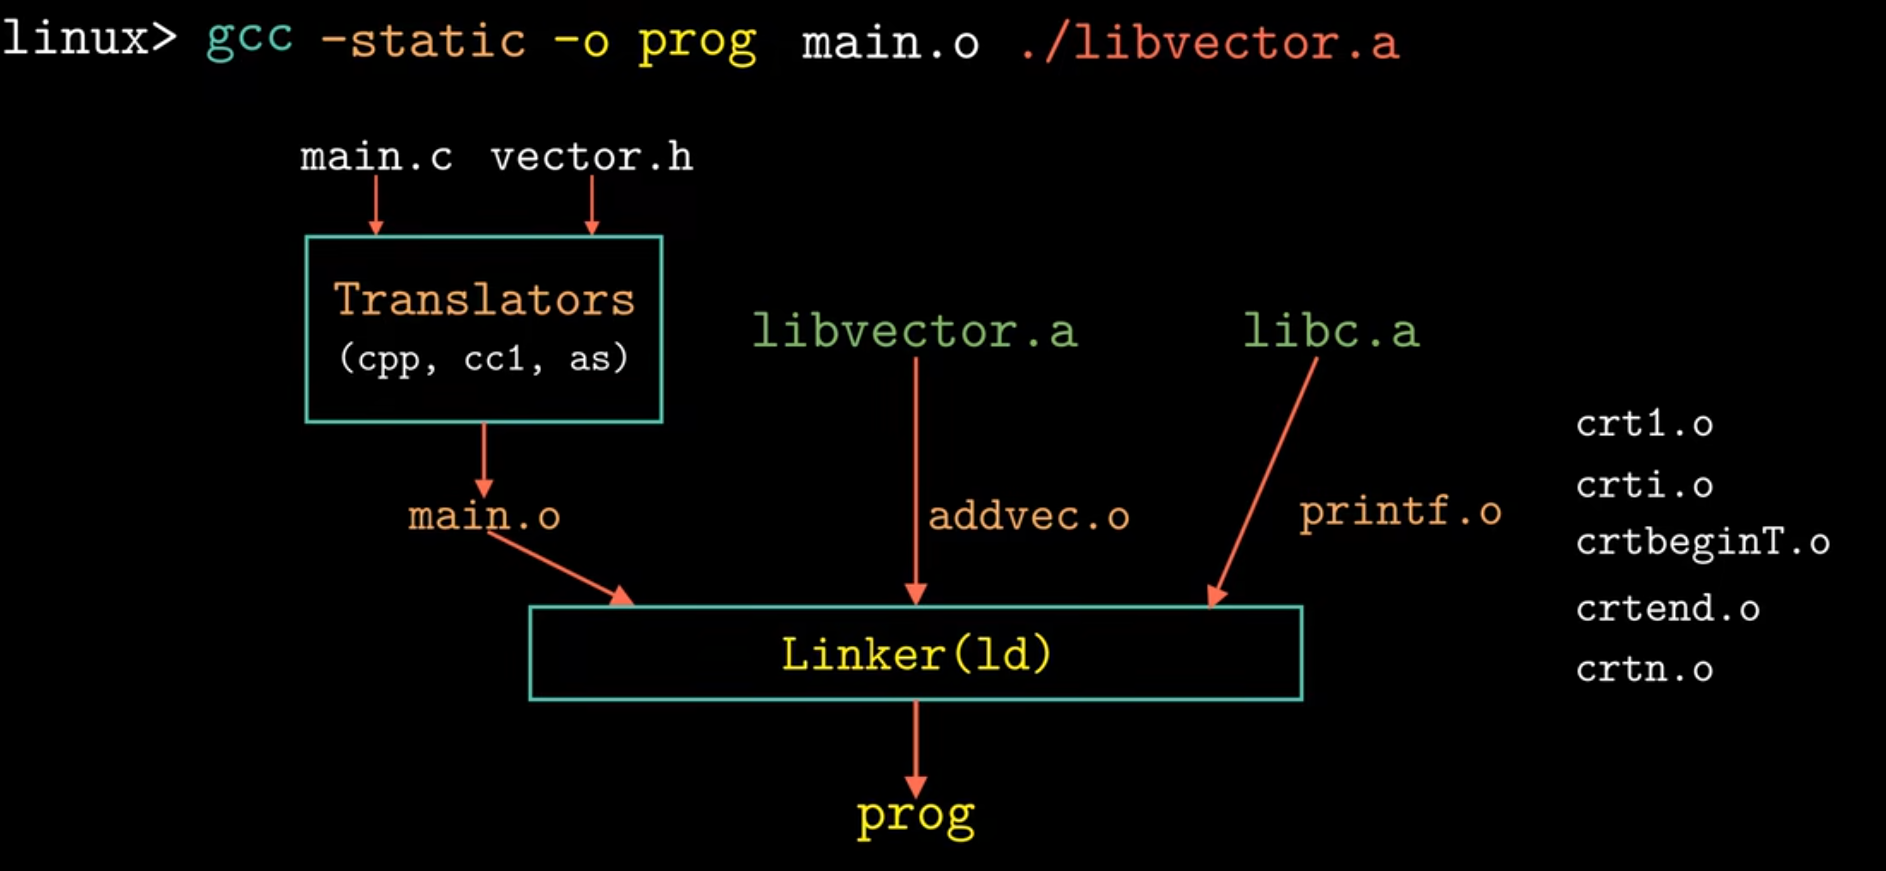 linux> gcc -static -o prog main.o ./libvector.a
main.c vector.h
Translators
(cpp, cc1, as)
libvector.a
libc.a
main.o
addvec.o
printf.o
crt1.o
crti.o
crtbeginT.o
crtend.o
crtn.o
Linker(ld)
prog